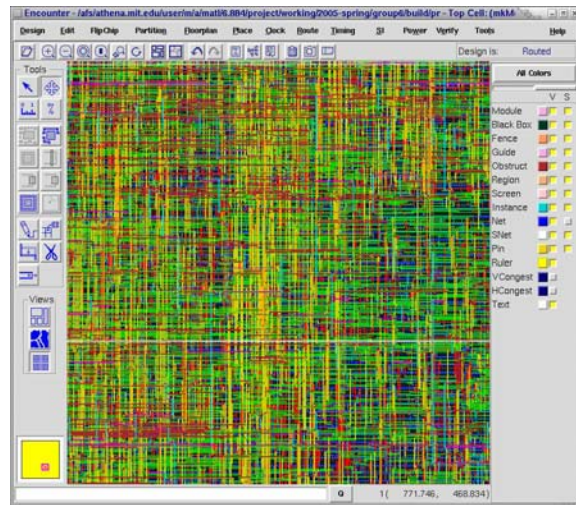 Encounter - /afs/athena.mit.edu/user/m/a/matl/6.884/project/working/2005-spring/group6/build/pr - Top Cell: (mkM
Design Edit FlipChip Partition Floorplan Place Clock Route Timing SI Power Verify Tools Help
Design is: Routed
Tools
All Colors
V S
Module
Black Box
Fence
Guide
Obstruct
Region
Screen
Instance
Net
SNet
Pin
Ruler
VCongest
HCongest
Text
Views
Q 1( 771.746, 468.834)